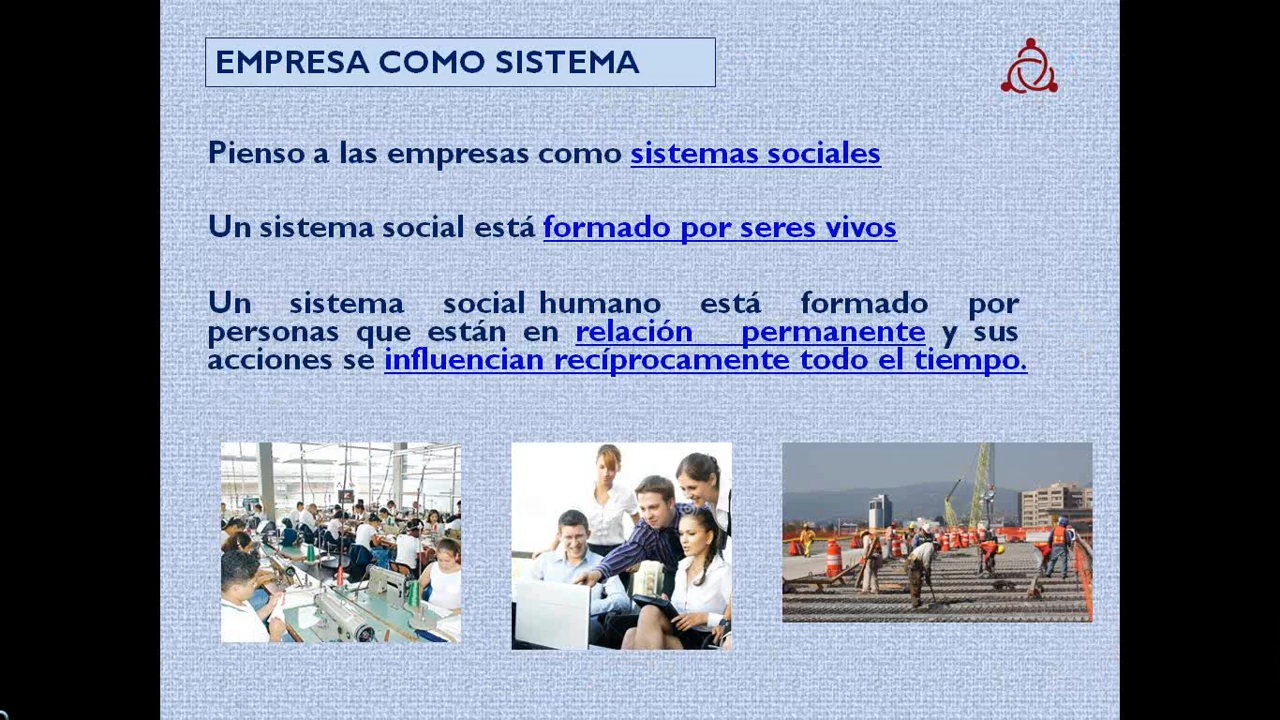 EMPRESA COMO SISTEMA
Pienso a las empresas como sistemas sociales
Un sistema social está formado por seres vivos
Un sistema social humano está formado por
personas que están en relación permanente y sus
acciones se influencian recíprocamente todo el tiempo.